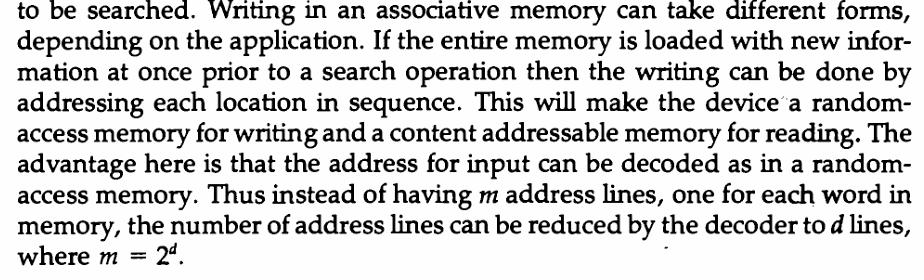 to be searched. Writing in an associative memory can take different forms,
depending on the application. If the entire memory is loaded with new infor-
mation at once prior to a search operation then the writing can be done by
addressing each location in sequence. This will make the device a random-
access memory for writing and a content addressable memory for reading. The
advantage here is that the address for input can be decoded as in a random-
access memory. Thus instead of having m address lines, one for each word in
memory, the number of address lines can be reduced by the decoder to d lines,
where m = 2ᵈ.